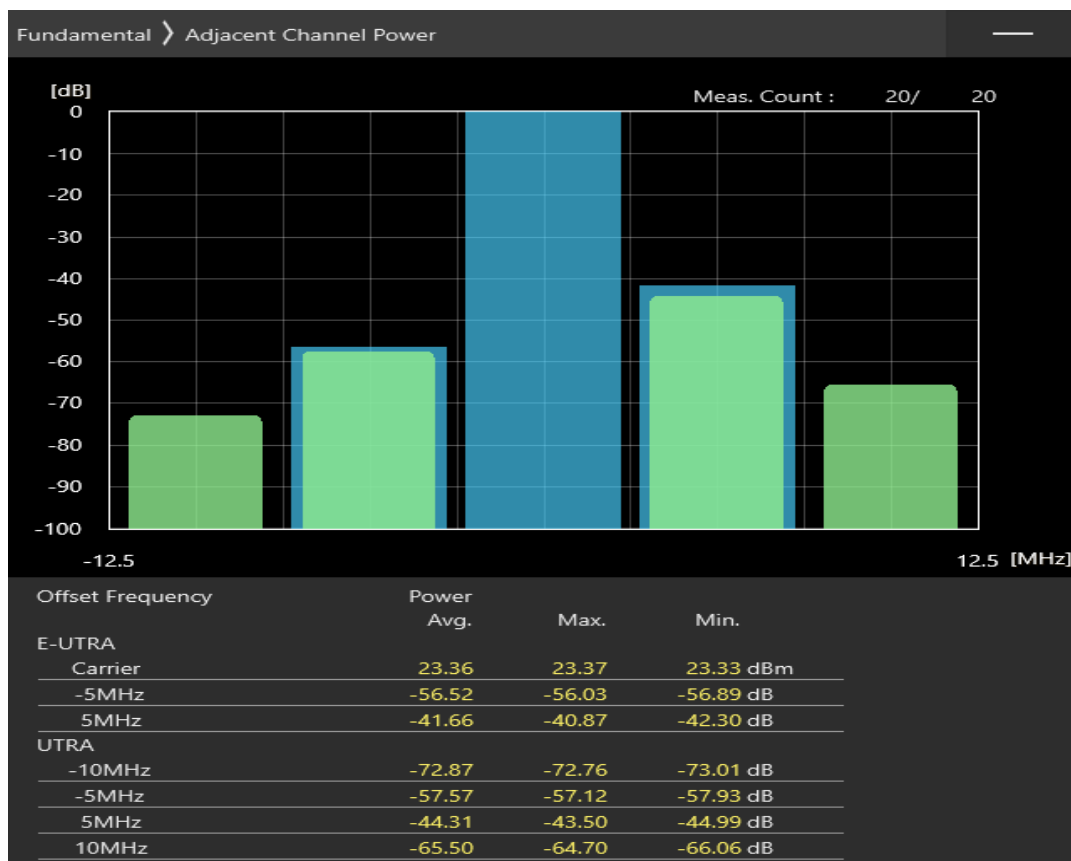 Fundamental ❯ Adjacent Channel Power
[dB]
Meas. Count : 20/ 20
0
-10
-20
-30
-40
-50
-60
-70
-80
-90
-100
-12.5 12.5 [MHz]
Offset Frequency Power
Avg. Max. Min.
E-UTRA
Carrier 23.36 23.37 23.33 dBm
-5MHz -56.52 -56.03 -56.89 dB
5MHz -41.66 -40.87 -42.30 dB
UTRA
-10MHz -72.87 -72.76 -73.01 dB
-5MHz -57.57 -57.12 -57.93 dB
5MHz -44.31 -43.50 -44.99 dB
10MHz -65.50 -64.70 -66.06 dB